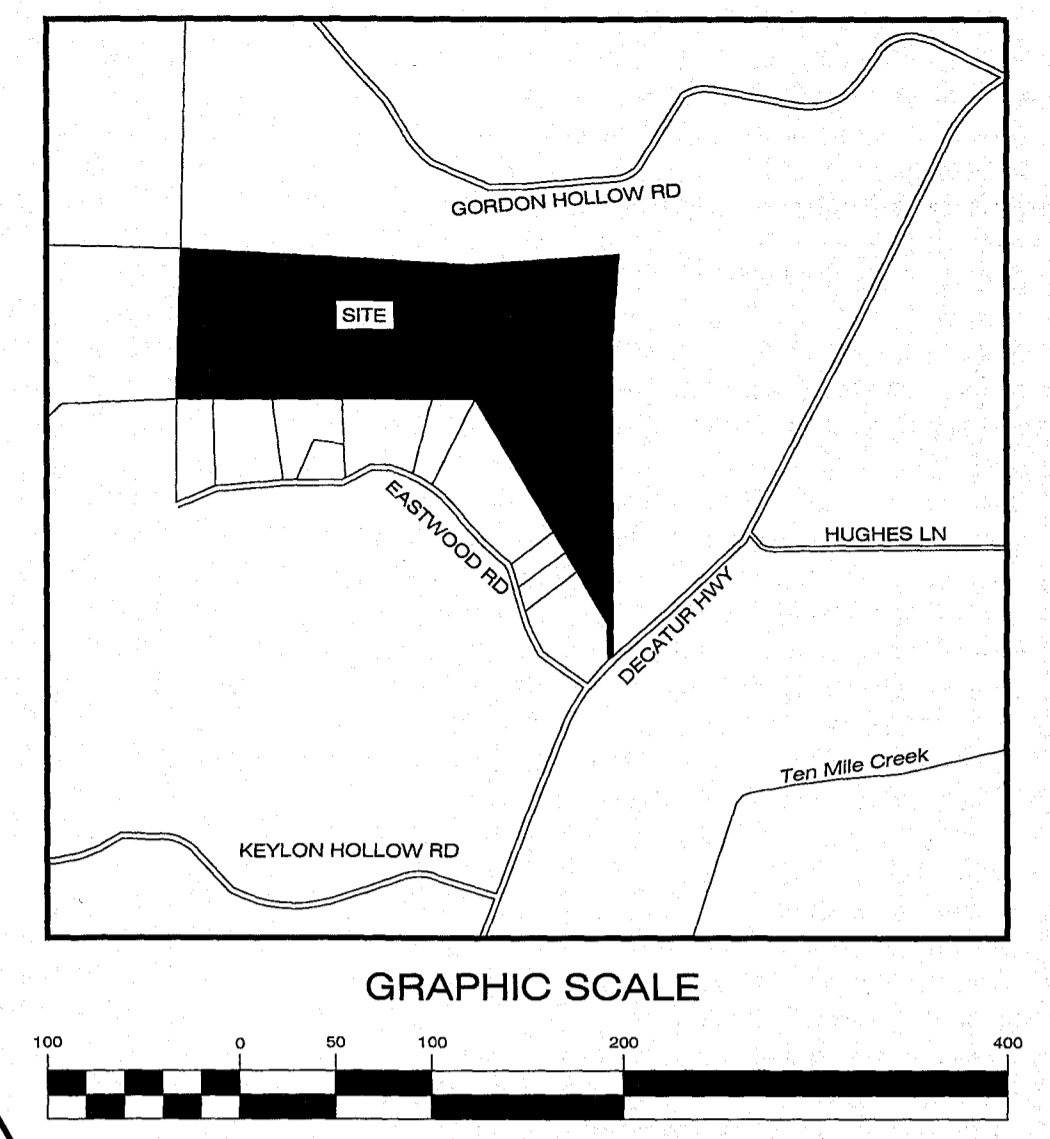 GORDON HOLLOW RD
SITE
EASTWOOD RD
HUGHES LN
DECATUR HWY
Ten Mile Creek
KEYLON HOLLOW RD
GRAPHIC SCALE
100 0 50 100 200 400